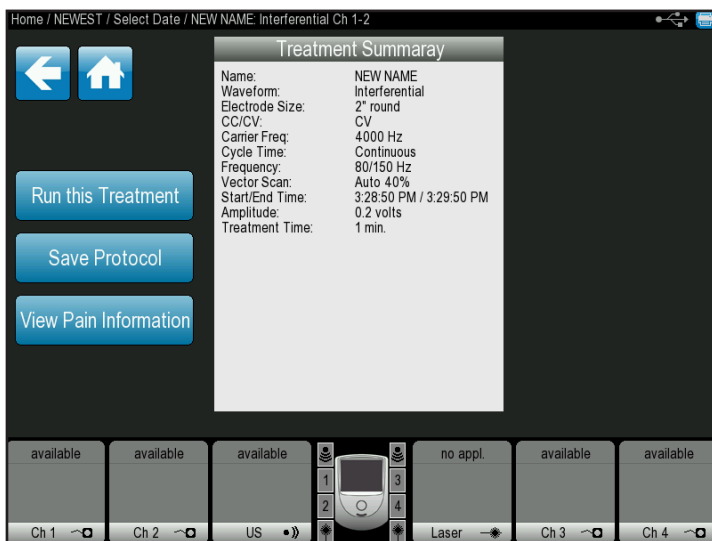 Home / NEWEST / Select Date / NEW NAME: Interferential Ch 1-2
Treatment Summaray
Name: NEW NAME
Waveform: Interferential
Electrode Size: 2" round
CC/CV: CV
Carrier Freq: 4000 Hz
Cycle Time: Continuous
Frequency: 80/150 Hz
Vector Scan: Auto 40%
Start/End Time: 3:28:50 PM / 3:29:50 PM
Amplitude: 0.2 volts
Treatment Time: 1 min.
Run this Treatment
Save Protocol
View Pain Information
available available available no appl. available available
1 3
2 4
Ch 1 Ch 2 US Laser Ch 3 Ch 4